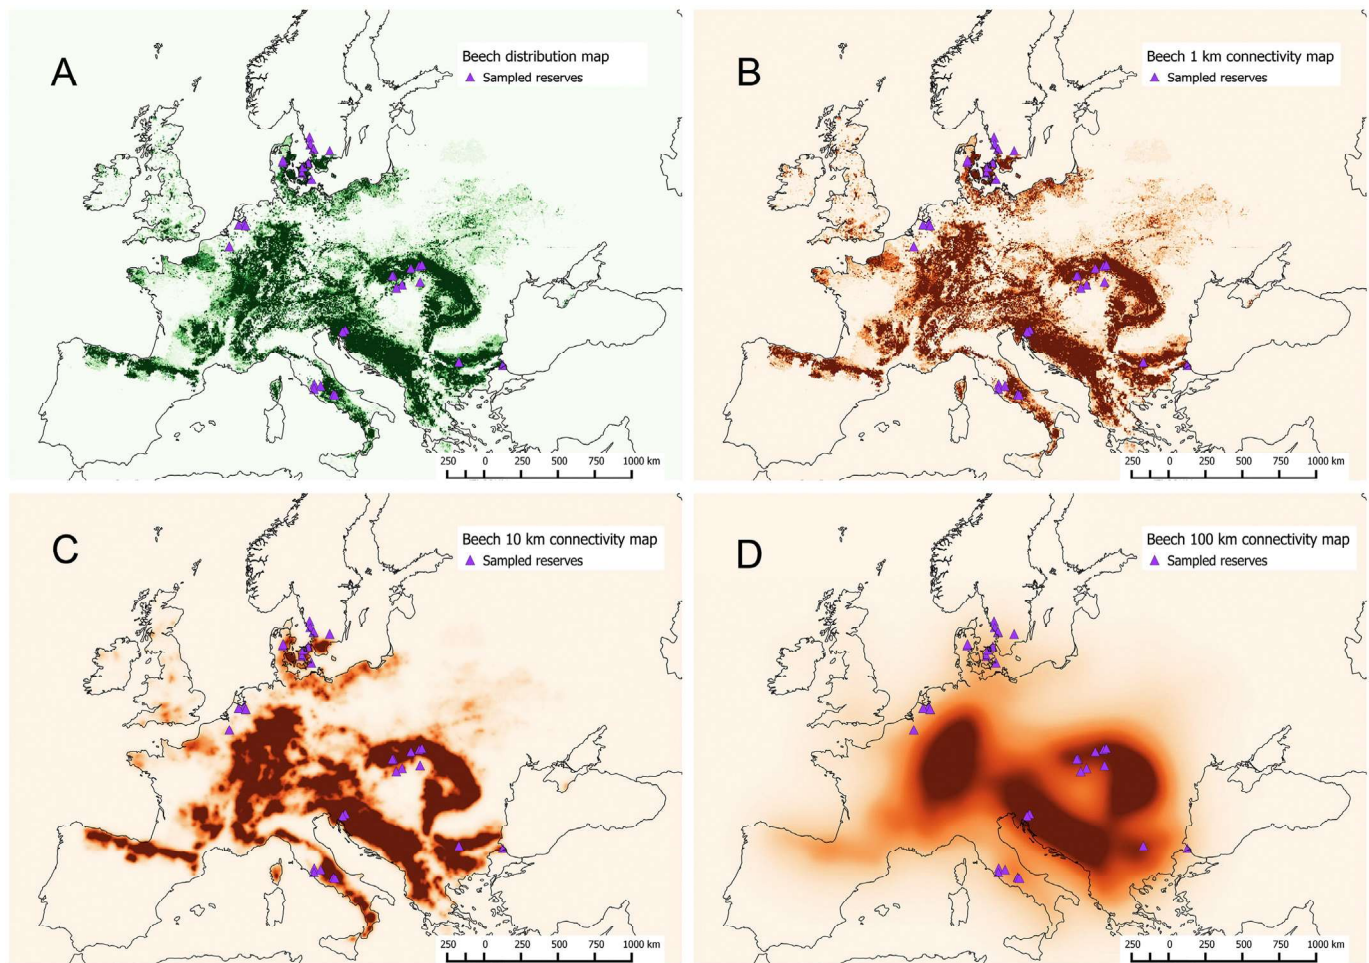 A
Beech distribution map
Sampled reserves
250 0 250 500 750 1000 km
B
Beech 1 km connectivity map
Sampled reserves
250 0 250 500 750 1000 km
C
Beech 10 km connectivity map
Sampled reserves
250 0 250 500 750 1000 km
D
Beech 100 km connectivity map
Sampled reserves
250 0 250 500 750 1000 km